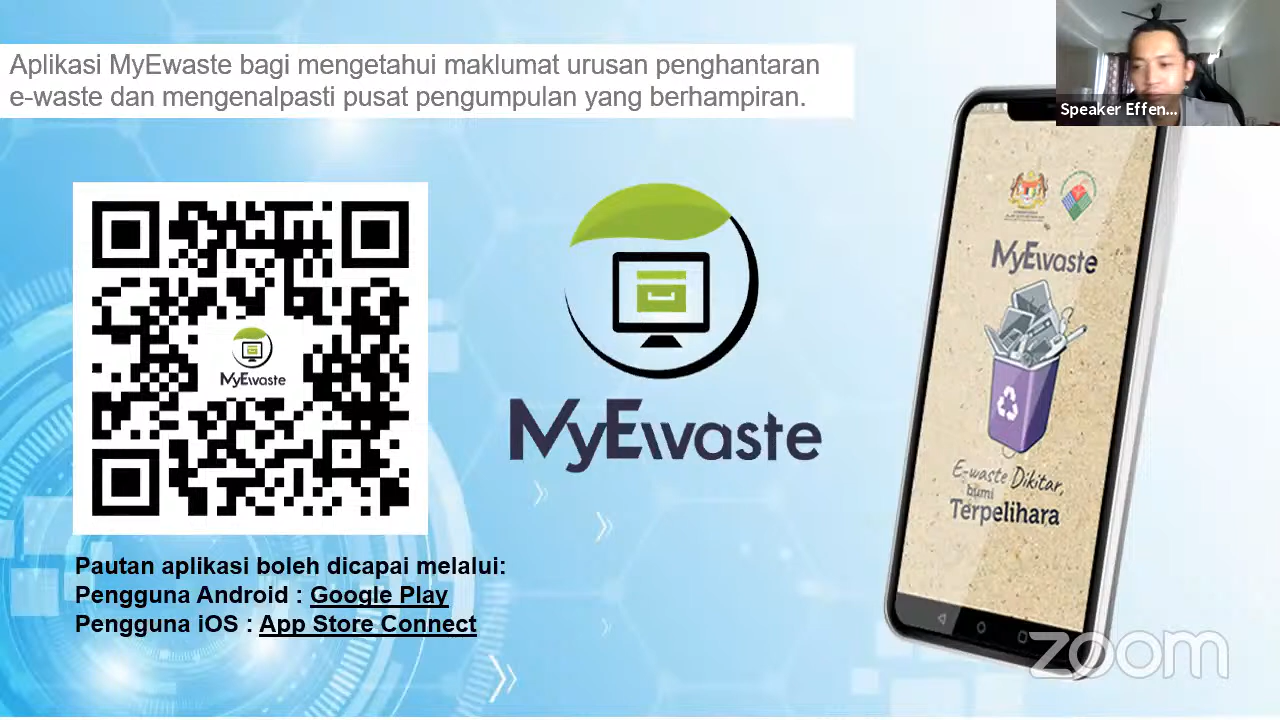 Aplikasi MyEwaste bagi mengetahui maklumat urusan penghantaran
e-waste dan mengenalpasti pusat pengumpulan yang berhampiran.
Speaker Effen...
MyEwaste
MyEwaste
MyEwaste
E-waste Dikitar,
bumi
Terpelihara
Pautan aplikasi boleh dicapai melalui:
Pengguna Android : Google Play
Pengguna iOS : App Store Connect
zoom